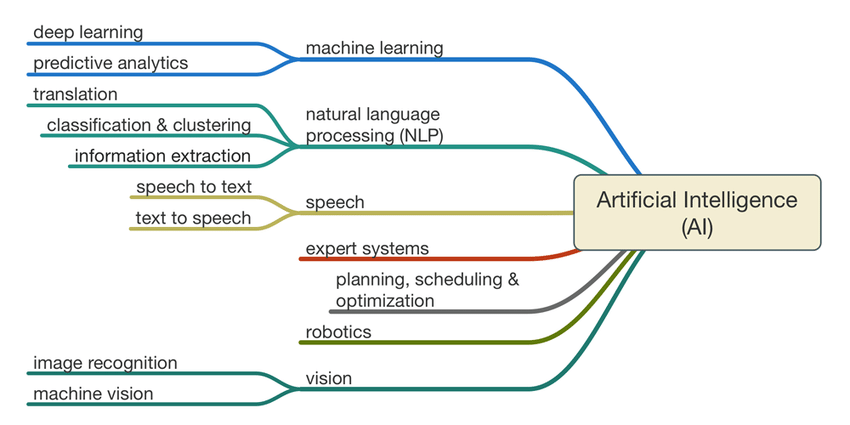 deep learning
predictive analytics
machine learning
translation
classification & clustering
information extraction
natural language
processing (NLP)
speech to text
text to speech
speech
expert systems
planning, scheduling &
optimization
robotics
image recognition
machine vision
vision
Artificial Intelligence
(AI)